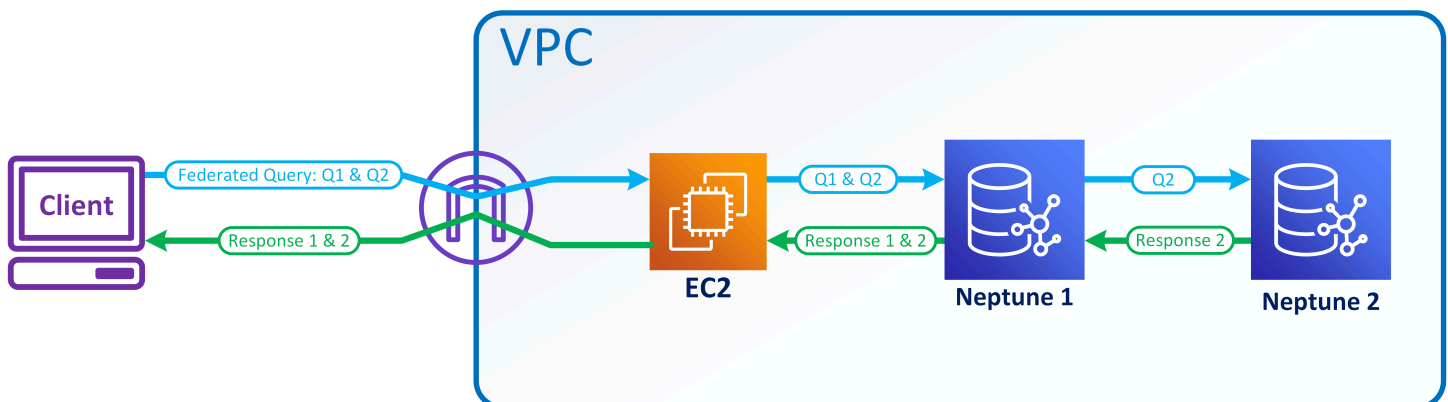 VPC
Federated Query: Q1 & Q2
Q1 & Q2
Q2
Client
Response 1 & 2
Response 1 & 2
Response 2
EC2
Neptune 1
Neptune 2